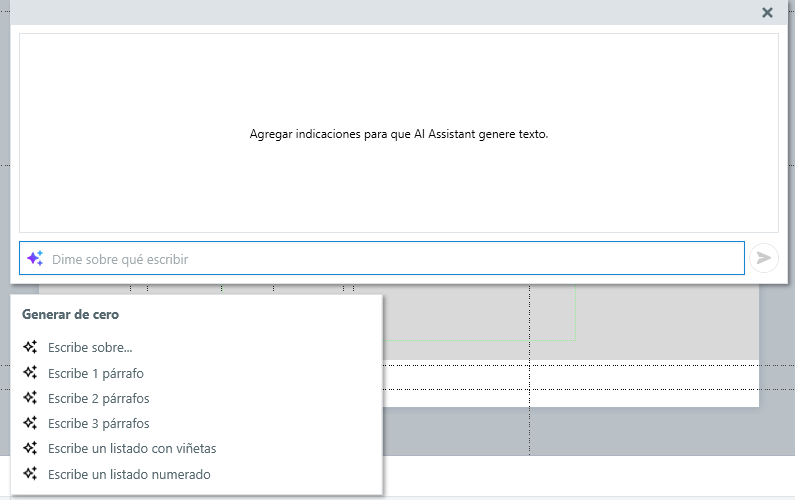 Agregar indicaciones para que AI Assistant genere texto.
Dime sobre qué escribir
Generar de cero
Escribe sobre...
Escribe 1 párrafo
Escribe 2 párrafos
Escribe 3 párrafos
Escribe un listado con viñetas
Escribe un listado numerado